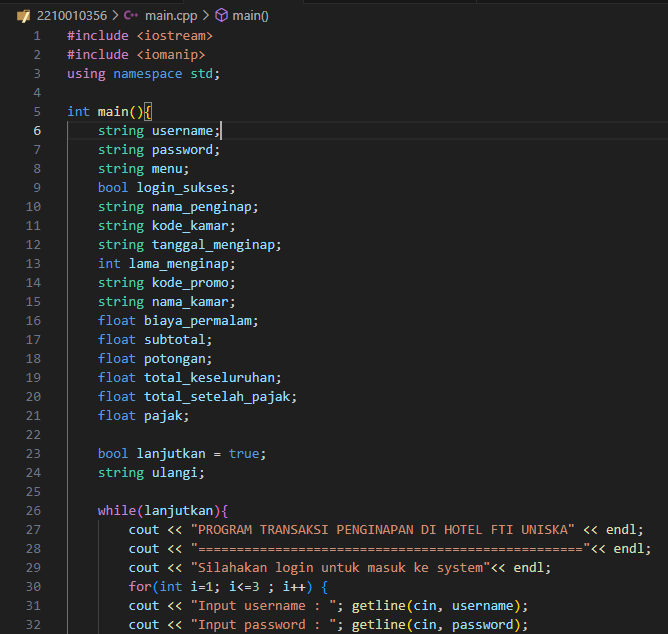 2210010356 > C++ main.cpp > main()
1 #include <iostream>
2 #include <iomanip>
3 using namespace std;
4
5 int main(){
6 string username;
7 string password;
8 string menu;
9 bool login_sukses;
10 string nama_penginap;
11 string kode_kamar;
12 string tanggal_menginap;
13 int lama_menginap;
14 string kode_promo;
15 string nama_kamar;
16 float biaya_permalam;
17 float subtotal;
18 float potongan;
19 float total_keseluruhan;
20 float total_setelah_pajak;
21 float pajak;
22
23 bool lanjutkan = true;
24 string ulangi;
25
26 while(lanjutkan){
27 cout << "PROGRAM TRANSAKSI PENGINAPAN DI HOTEL FTI UNISKA" << endl;
28 cout << "=================================================="<< endl;
29 cout << "Silahakan login untuk masuk ke system"<< endl;
30 for(int i=1; i<=3 ; i++) {
31 cout << "Input username : "; getline(cin, username);
32 cout << "Input password : "; getline(cin, password);